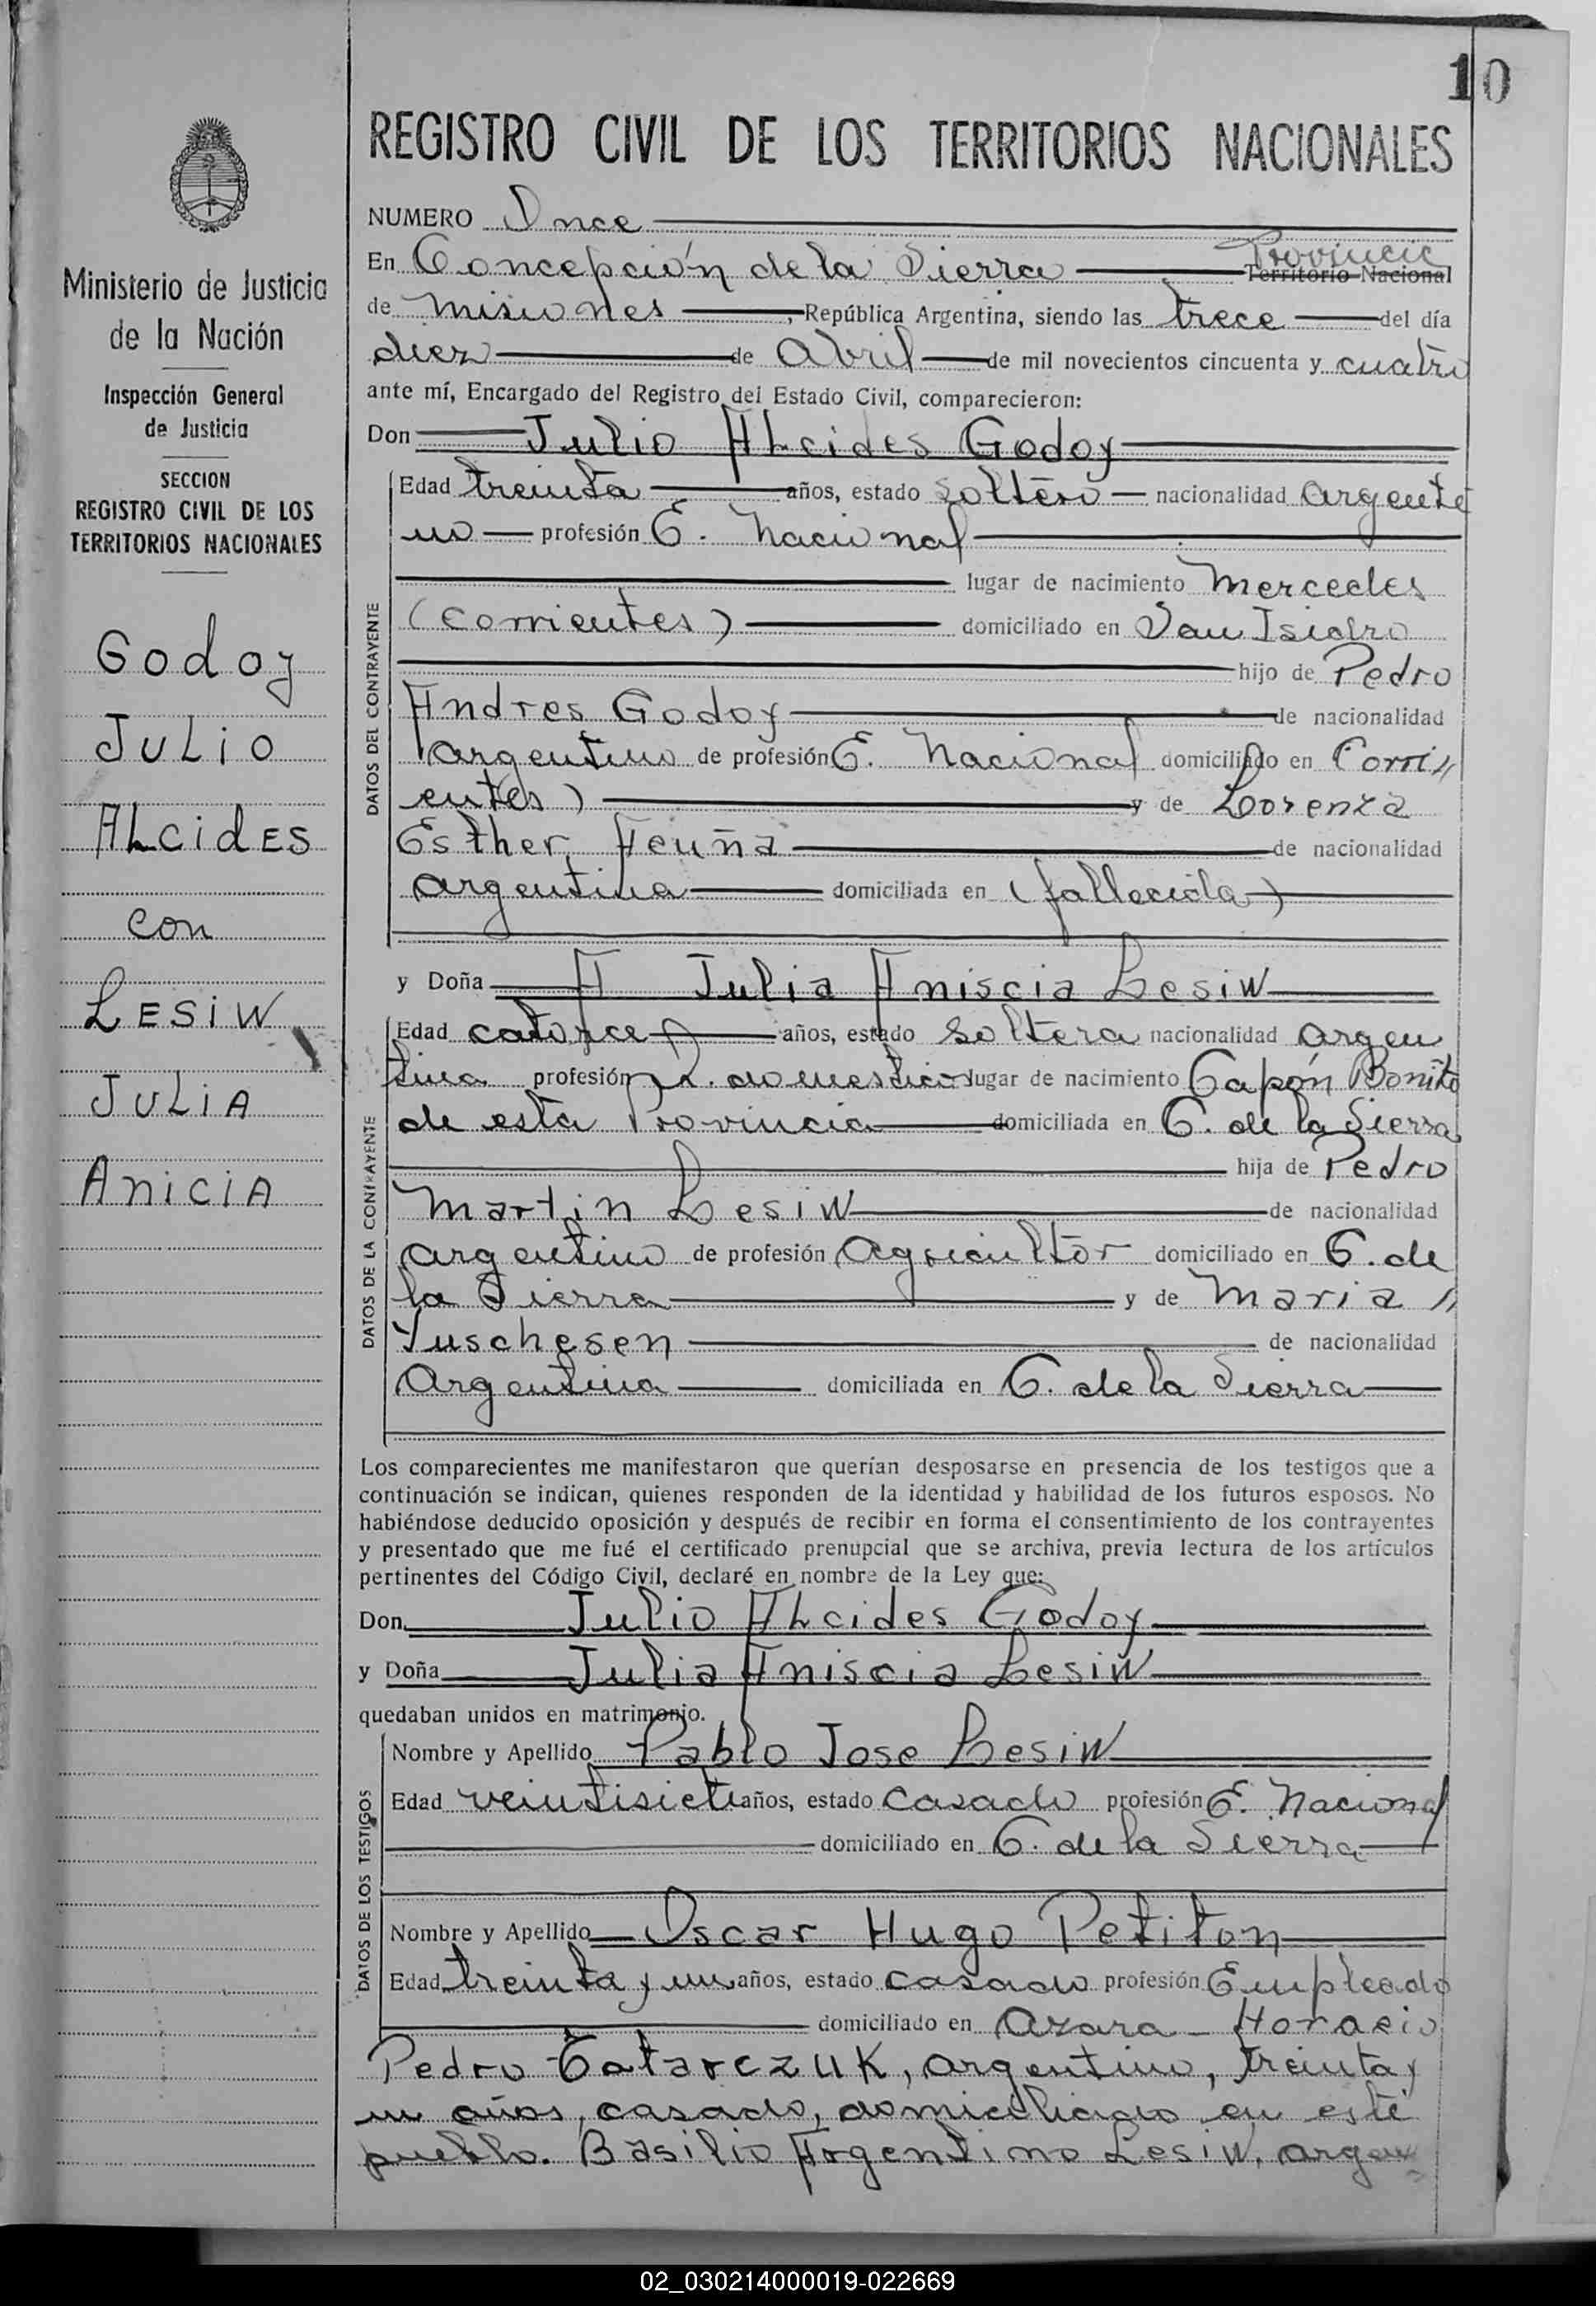 10
REGISTRO CIVIL DE LOS TERRITORIOS NACIONALES
Ministerio de Justicia
de la Nación
Inspección General
de Justicia
SECCION
REGISTRO CIVIL DE LOS
TERRITORIOS NACIONALES
Godoy
JULIO
ALcidES
con
LESiW
JULiA
ANiCiA
NUMERO Once
En Concepción de la Sierra Provincia Territorio Nacional
de Misiones, República Argentina, siendo las trece del día
diez de Abril de mil novecientos cincuenta y cuatro
ante mí, Encargado del Registro del Estado Civil, comparecieron:
Don Julio ALcides Godoy
DATOS DEL CONTRAYENTE
Edad treinta años, estado soltero nacionalidad argenti
no profesión G. Nacional
lugar de nacimiento Mercedes
(Corrientes) domiciliado en San Isidro
hijo de Pedro
Andres Godoy de nacionalidad
argentino de profesión G. Nacional domiciliado en Corri
entes) y de Lorenza
Esther Acuña de nacionalidad
argentina domiciliada en (fallecida)
y Doña A Julia Aniscia Lesiw
DATOS DE LA CONTRAYENTE
Edad catorce años, estado soltera nacionalidad argen
tina profesión Q. domesticos lugar de nacimiento Capón Bonito
de esta Provincia domiciliada en C. de la Sierra
hija de Pedro
Martin Lesiw de nacionalidad
argentino de profesión Agricultor domiciliado en C. de
la Sierra y de Maria
Yuschesen de nacionalidad
Argentina domiciliada en C. de la Sierra
Los comparecientes me manifestaron que querían desposarse en presencia de los testigos que a
continuación se indican, quienes responden de la identidad y habilidad de los futuros esposos. No
habiéndose deducido oposición y después de recibir en forma el consentimiento de los contrayentes
y presentado que me fué el certificado prenupcial que se archiva, previa lectura de los artículos
pertinentes del Código Civil, declaré en nombre de la Ley que:
Don Julio ALcides Godoy
y Doña Julia Aniscia Lesiw
quedaban unidos en matrimonio.
DATOS DE LOS TESTIGOS
Nombre y Apellido Pablo Jose Lesiw
Edad veintisiete años, estado casado profesión G. Nacional
domiciliado en C. de la Sierra
Nombre y Apellido Oscar Hugo Petiton
Edad treinta y un años, estado casado profesión Empleado
domiciliado en Azara - Horacio
Pedro Tatarczuk, argentino, treinta y
un años, casado, domiciliado en este
pueblo. Basilio Argentino Lesiw, argen
02_030214000019-022669